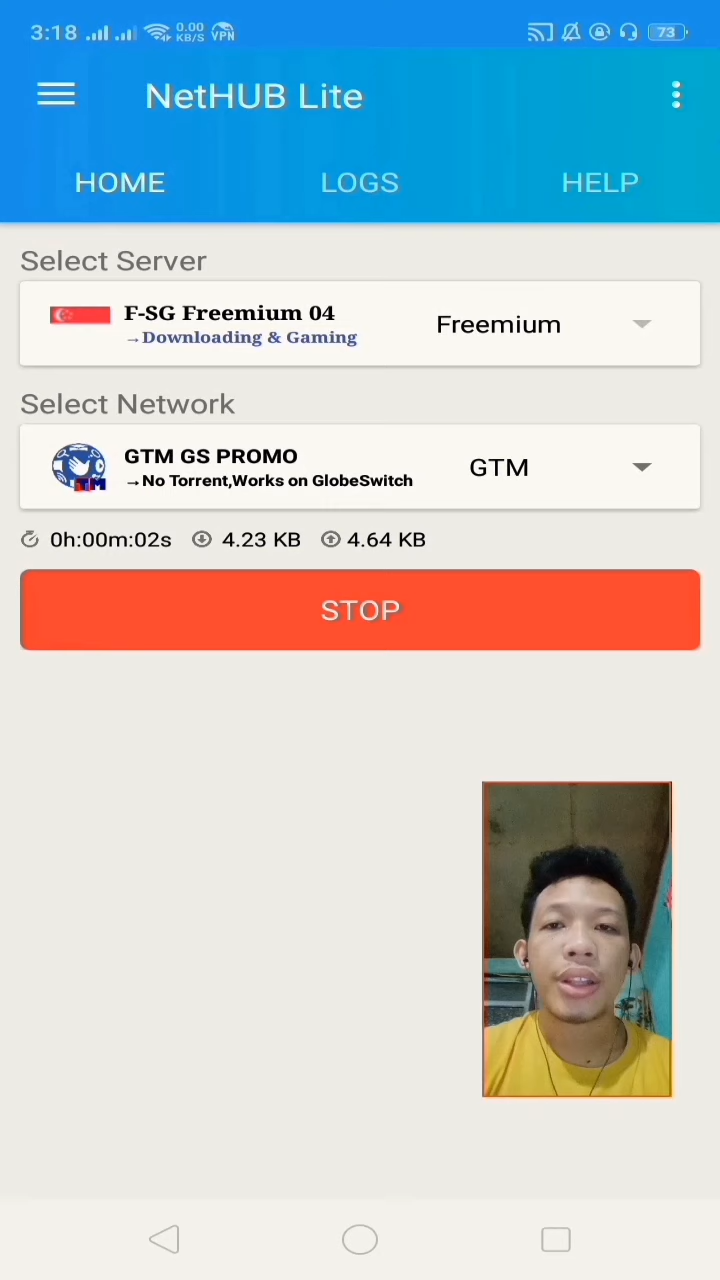 3:18
0.00
KB/S
VPN
73
NetHUB Lite
HOME
LOGS
HELP
Select Server
F-SG Freemium 04
→Downloading & Gaming
Freemium
Select Network
GTM GS PROMO
→No Torrent,Works on GlobeSwitch
GTM
TM
0h:00m:02s
4.23 KB
4.64 KB
STOP